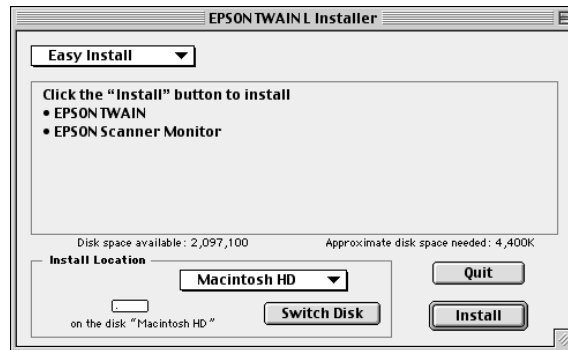 EPSON TWAIN L Installer
Easy Install
Click the “Install” button to install
• EPSON TWAIN
• EPSON Scanner Monitor
Disk space available: 2,097,100
Approximate disk space needed: 4,400K
Install Location
Macintosh HD
Quit
on the disk “Macintosh HD”
Switch Disk
Install